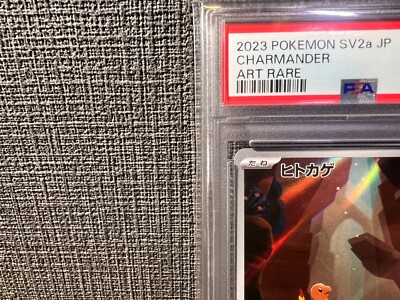 2023 POKEMON SV2a JP
CHARMANDER
ART RARE
PSA
たね
ヒトカゲ